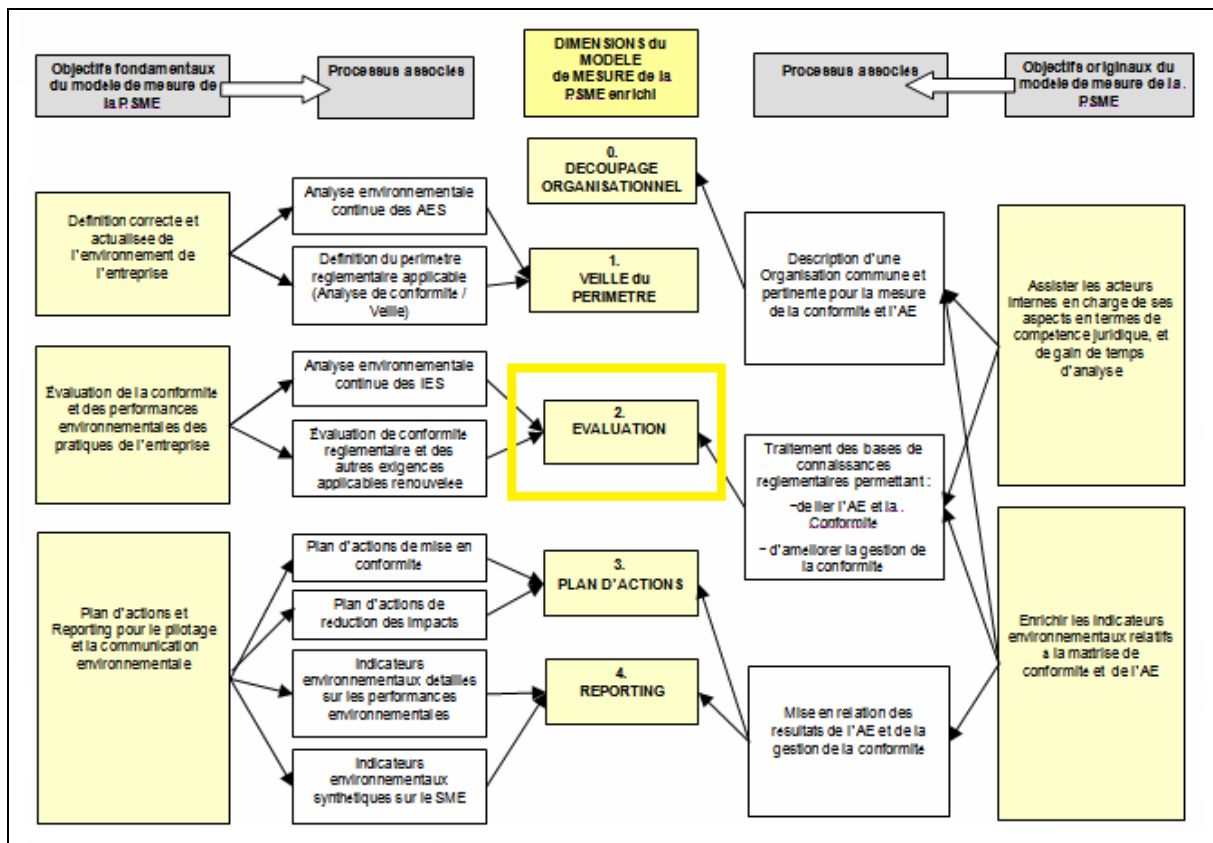 Objectifs fondamentaux
du modele de mesure de
la P.SME
Processus associés
DIMENSIONS du
MODELE
de MESURE de la
PSME enrichi
Processus associés
Objectifs originaux du
modele de mesure de la .
PSME
0.
DECOUPAGE
ORGANISATIONNEL
Definition correcte et
actualisee de
l'environnement de
l'entreprise
Analyse environnementale
continue des AES
Definition du perimetre
reglementaire applicable
(Analyse de conformite /
Veille)
1.
VEILLE du
PERIMETRE
Description d'une
Organisation commune et
pertinente pour la mesure
de la conformite et l'AE
Assister les acteurs
internes en charge de ses
aspects en termes de
competence juridique, et
de gain de temps
d'analyse
Évaluation de la conformite
et des performances
environnementales des
pratiques de l'entreprise
Analyse environnementale
continue des IES
Évaluation de conformite
reglementaire et des
autres exigences
applicables renouvelee
2.
EVALUATION
Traitement des bases de
connaissances
reglementaires permettant :
-de lier l'AE et la .
Conformite
- d'ameliorer la gestion de
la conformite
Plan d'actions et
Reporting pour le pilotage
et la communication
environnementale
Plan d'actions de mise en
conformite
Plan d'actions de
reduction des impacts
Indicateurs
environnementaux detailles
sur les performances
environnementales
Indicateurs
environnementaux
synthetiques sur le SME
3.
PLAN D'ACTIONS
4.
REPORTING
Mise en relation des
resultats de l'AE et de la
gestion de la conformite
Enrichir les indicateurs
environnementaux relatifs
a la maitrise de
conformite et de l'AE